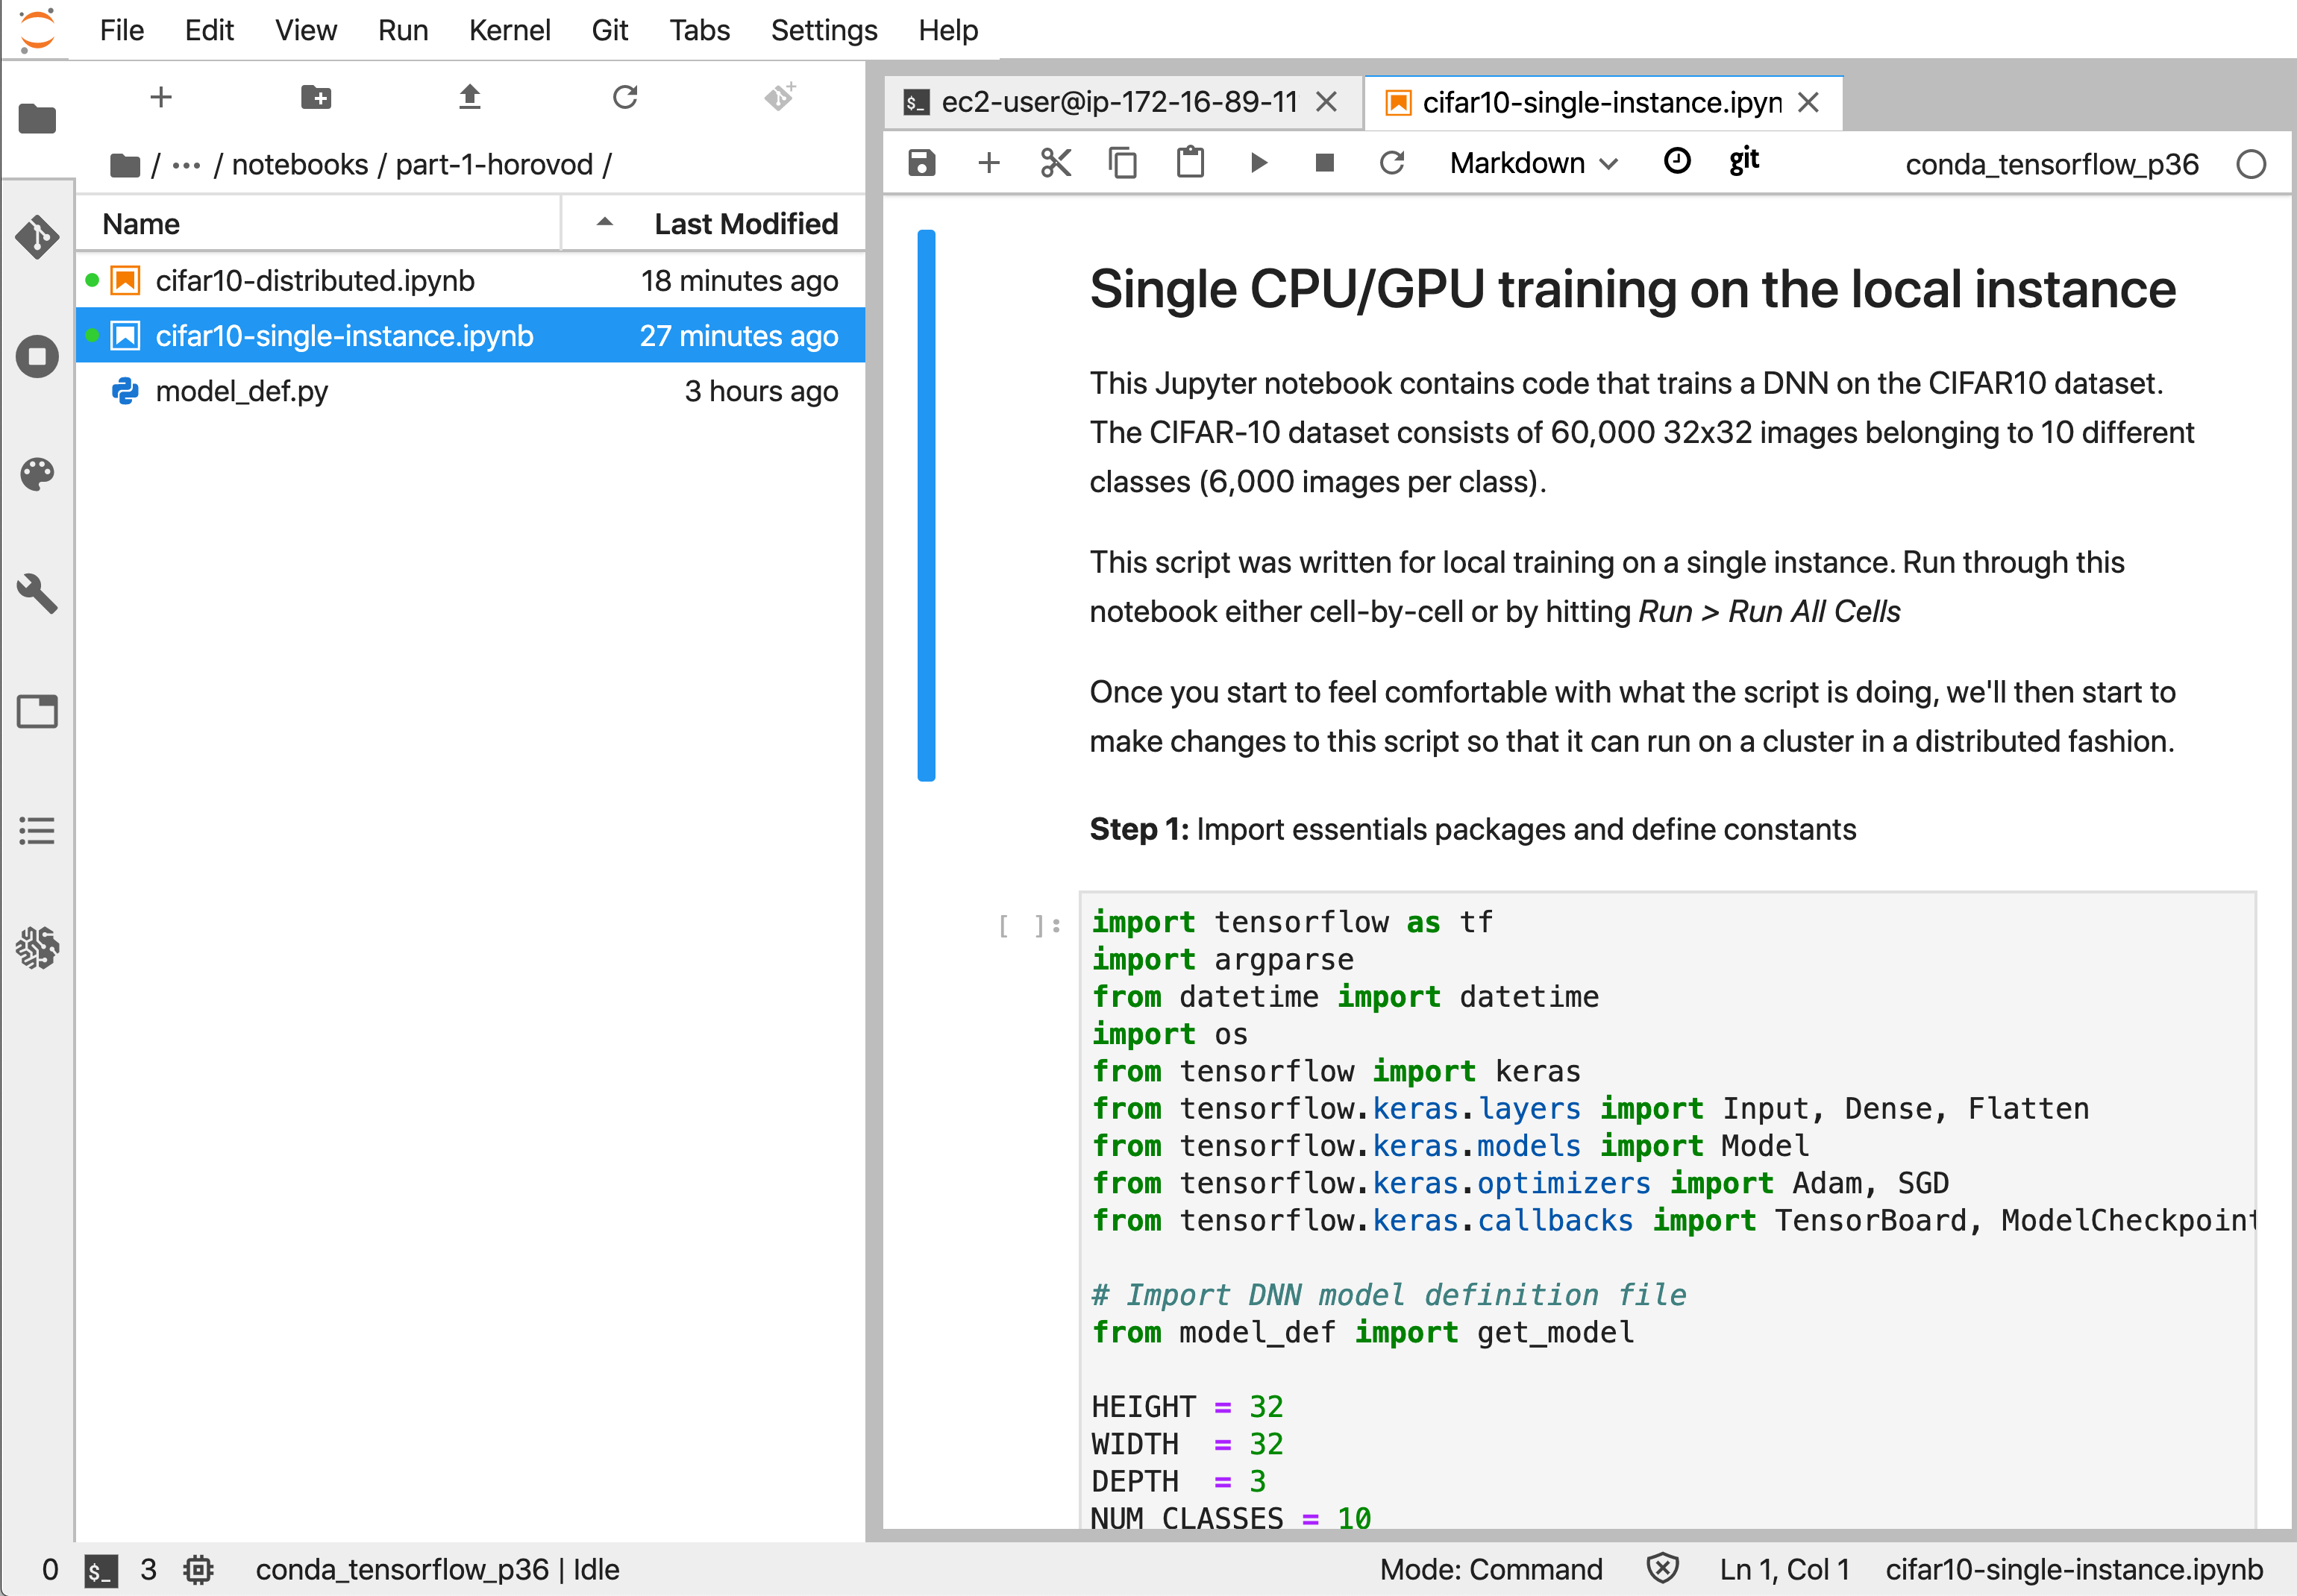 File Edit View Run Kernel Git Tabs Settings Help
/ ··· / notebooks / part-1-horovod /
Name Last Modified
cifar10-distributed.ipynb 18 minutes ago
cifar10-single-instance.ipynb 27 minutes ago
model_def.py 3 hours ago
$_ ec2-user@ip-172-16-89-11
cifar10-single-instance.ipyn
Markdown git conda_tensorflow_p36
Single CPU/GPU training on the local instance
This Jupyter notebook contains code that trains a DNN on the CIFAR10 dataset.
The CIFAR-10 dataset consists of 60,000 32x32 images belonging to 10 different
classes (6,000 images per class).
This script was written for local training on a single instance. Run through this
notebook either cell-by-cell or by hitting Run > Run All Cells
Once you start to feel comfortable with what the script is doing, we'll then start to
make changes to this script so that it can run on a cluster in a distributed fashion.
Step 1: Import essentials packages and define constants
[ ]:
import tensorflow as tf
import argparse
from datetime import datetime
import os
from tensorflow import keras
from tensorflow.keras.layers import Input, Dense, Flatten
from tensorflow.keras.models import Model
from tensorflow.keras.optimizers import Adam, SGD
from tensorflow.keras.callbacks import TensorBoard, ModelCheckpoint
# Import DNN model definition file
from model_def import get_model
HEIGHT = 32
WIDTH  = 32
DEPTH  = 3
NUM_CLASSES = 10
0 $_ 3 conda_tensorflow_p36 | Idle Mode: Command Ln 1, Col 1 cifar10-single-instance.ipynb